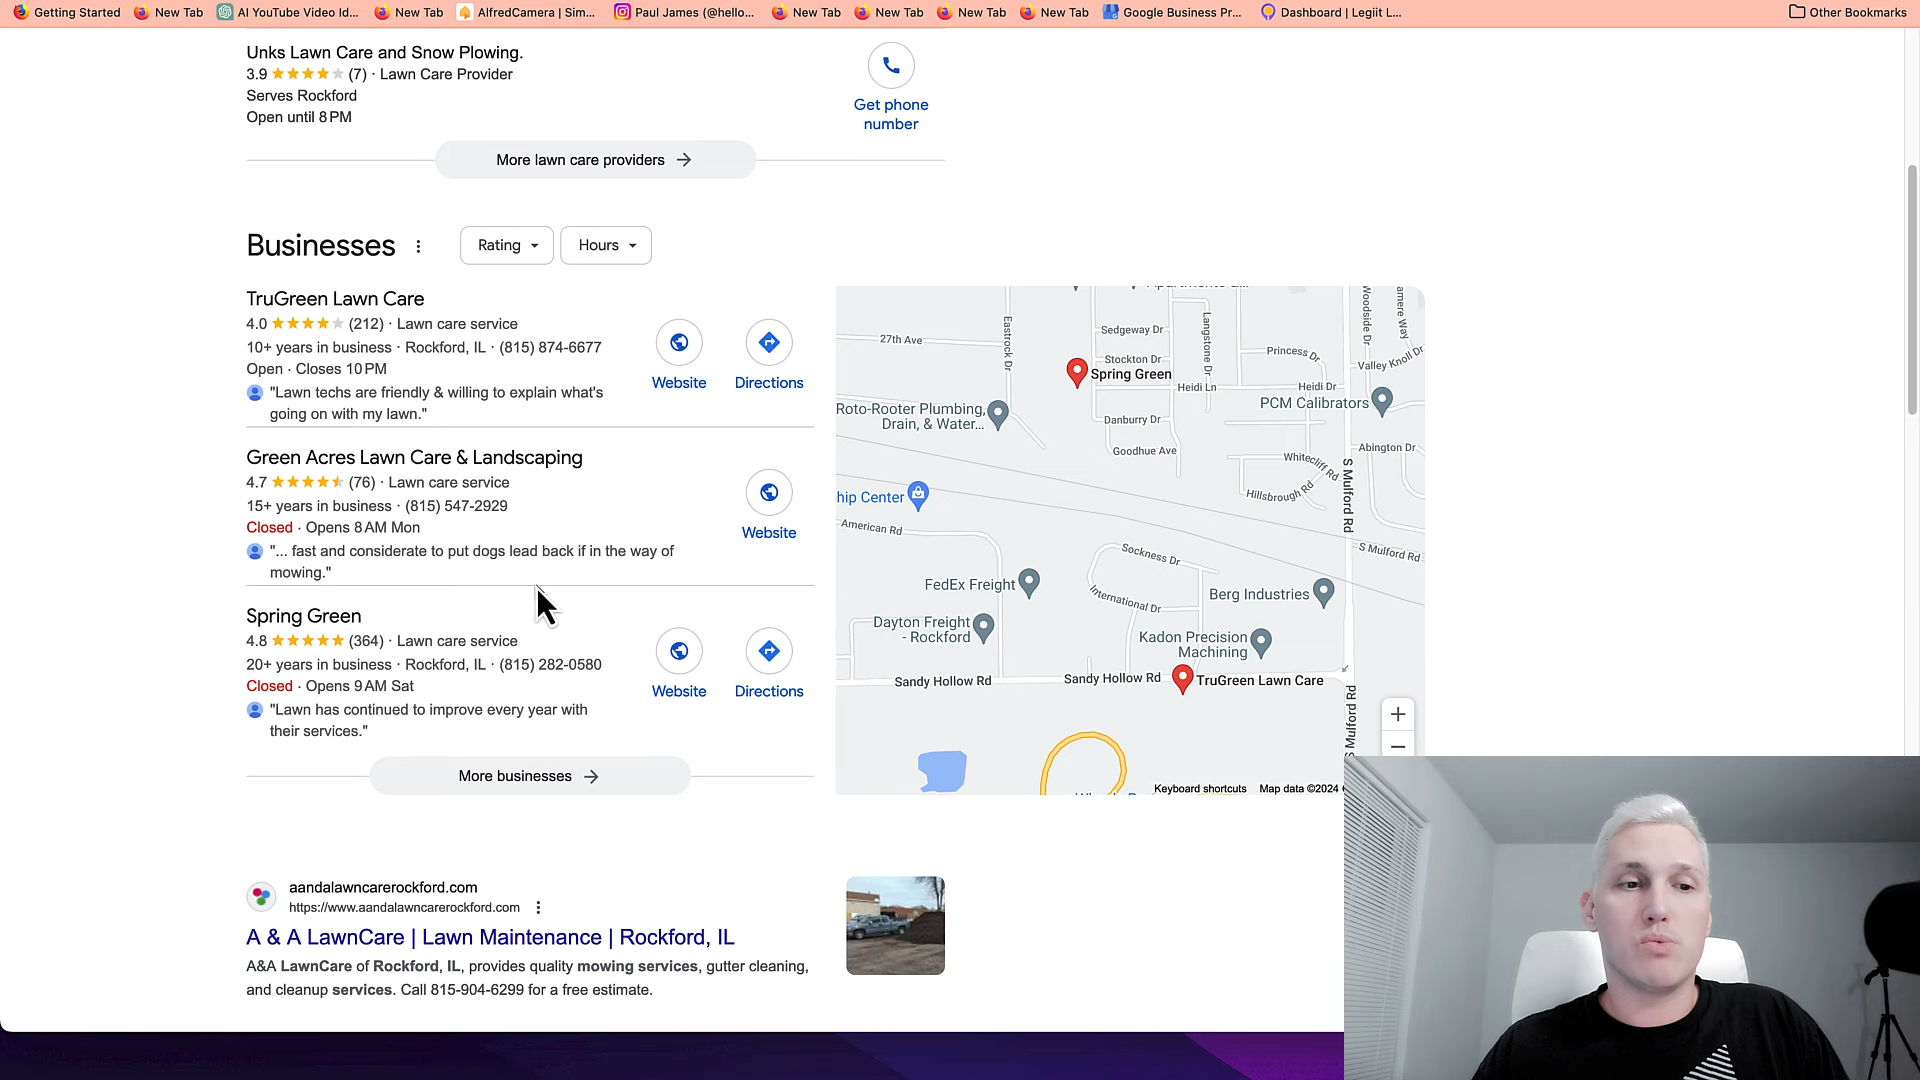 Getting Started New Tab AI YouTube Video Id... New Tab AlfredCamera | Sim... Paul James (@hello... New Tab New Tab New Tab New Tab Google Business Pr... Dashboard | Legiit L... Other Bookmarks
Unks Lawn Care and Snow Plowing.
3.9 (7) · Lawn Care Provider
Serves Rockford
Open until 8 PM
Get phone
number
More lawn care providers
Businesses
Rating
Hours
TruGreen Lawn Care
4.0 (212) · Lawn care service
10+ years in business · Rockford, IL · (815) 874-6677
Open · Closes 10 PM
"Lawn techs are friendly & willing to explain what's
going on with my lawn."
Website
Directions
Green Acres Lawn Care & Landscaping
4.7 (76) · Lawn care service
15+ years in business · (815) 547-2929
Closed · Opens 8 AM Mon
"... fast and considerate to put dogs lead back if in the way of
mowing."
Website
Spring Green
4.8 (364) · Lawn care service
20+ years in business · Rockford, IL · (815) 282-0580
Closed · Opens 9 AM Sat
"Lawn has continued to improve every year with
their services."
Website
Directions
More businesses
27th Ave
Eastrock Dr
Sedgeway Dr
Langstone Dr
Woodside Dr
Stockton Dr
Princess Dr
Valley Knoll Dr
Spring Green
Heidi Ln
Heidi Dr
Roto-Rooter Plumbing,
Drain, & Water...
PCM Calibrators
Danburry Dr
Goodhue Ave
Abington Dr
Whitecliff Rd
Hillsbrough Rd
S Mulford Rd
hip Center
American Rd
Sockness Dr
S Mulford Rd
FedEx Freight
International Dr
Berg Industries
Dayton Freight
- Rockford
Kadon Precision
Machining
Sandy Hollow Rd
Sandy Hollow Rd
TruGreen Lawn Care
S Mulford Rd
Keyboard shortcuts
Map data ©2024
aandalawncarerockford.com
https://www.aandalawncarerockford.com
A & A LawnCare | Lawn Maintenance | Rockford, IL
A&A LawnCare of Rockford, IL, provides quality mowing services, gutter cleaning,
and cleanup services. Call 815-904-6299 for a free estimate.